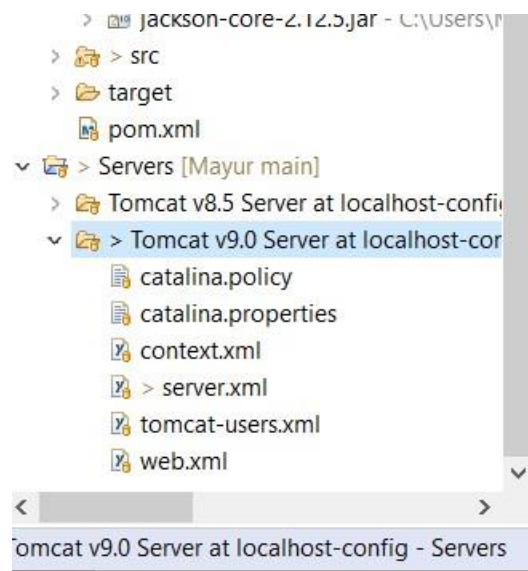 > jackson-core-2.12.5.jar - C:\Users\
> > src
> target
pom.xml
> Servers [Mayur main]
> Tomcat v8.5 Server at localhost-config
> Tomcat v9.0 Server at localhost-cor
catalina.policy
catalina.properties
context.xml
> server.xml
tomcat-users.xml
web.xml
Tomcat v9.0 Server at localhost-config - Servers